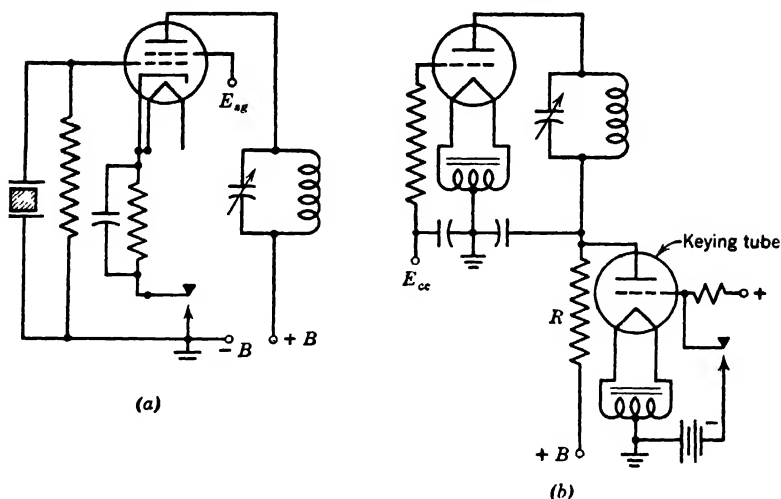 E_sg
− B
+ B
(a)
E_cc
Keying tube
R
+
−
+ B
(b)